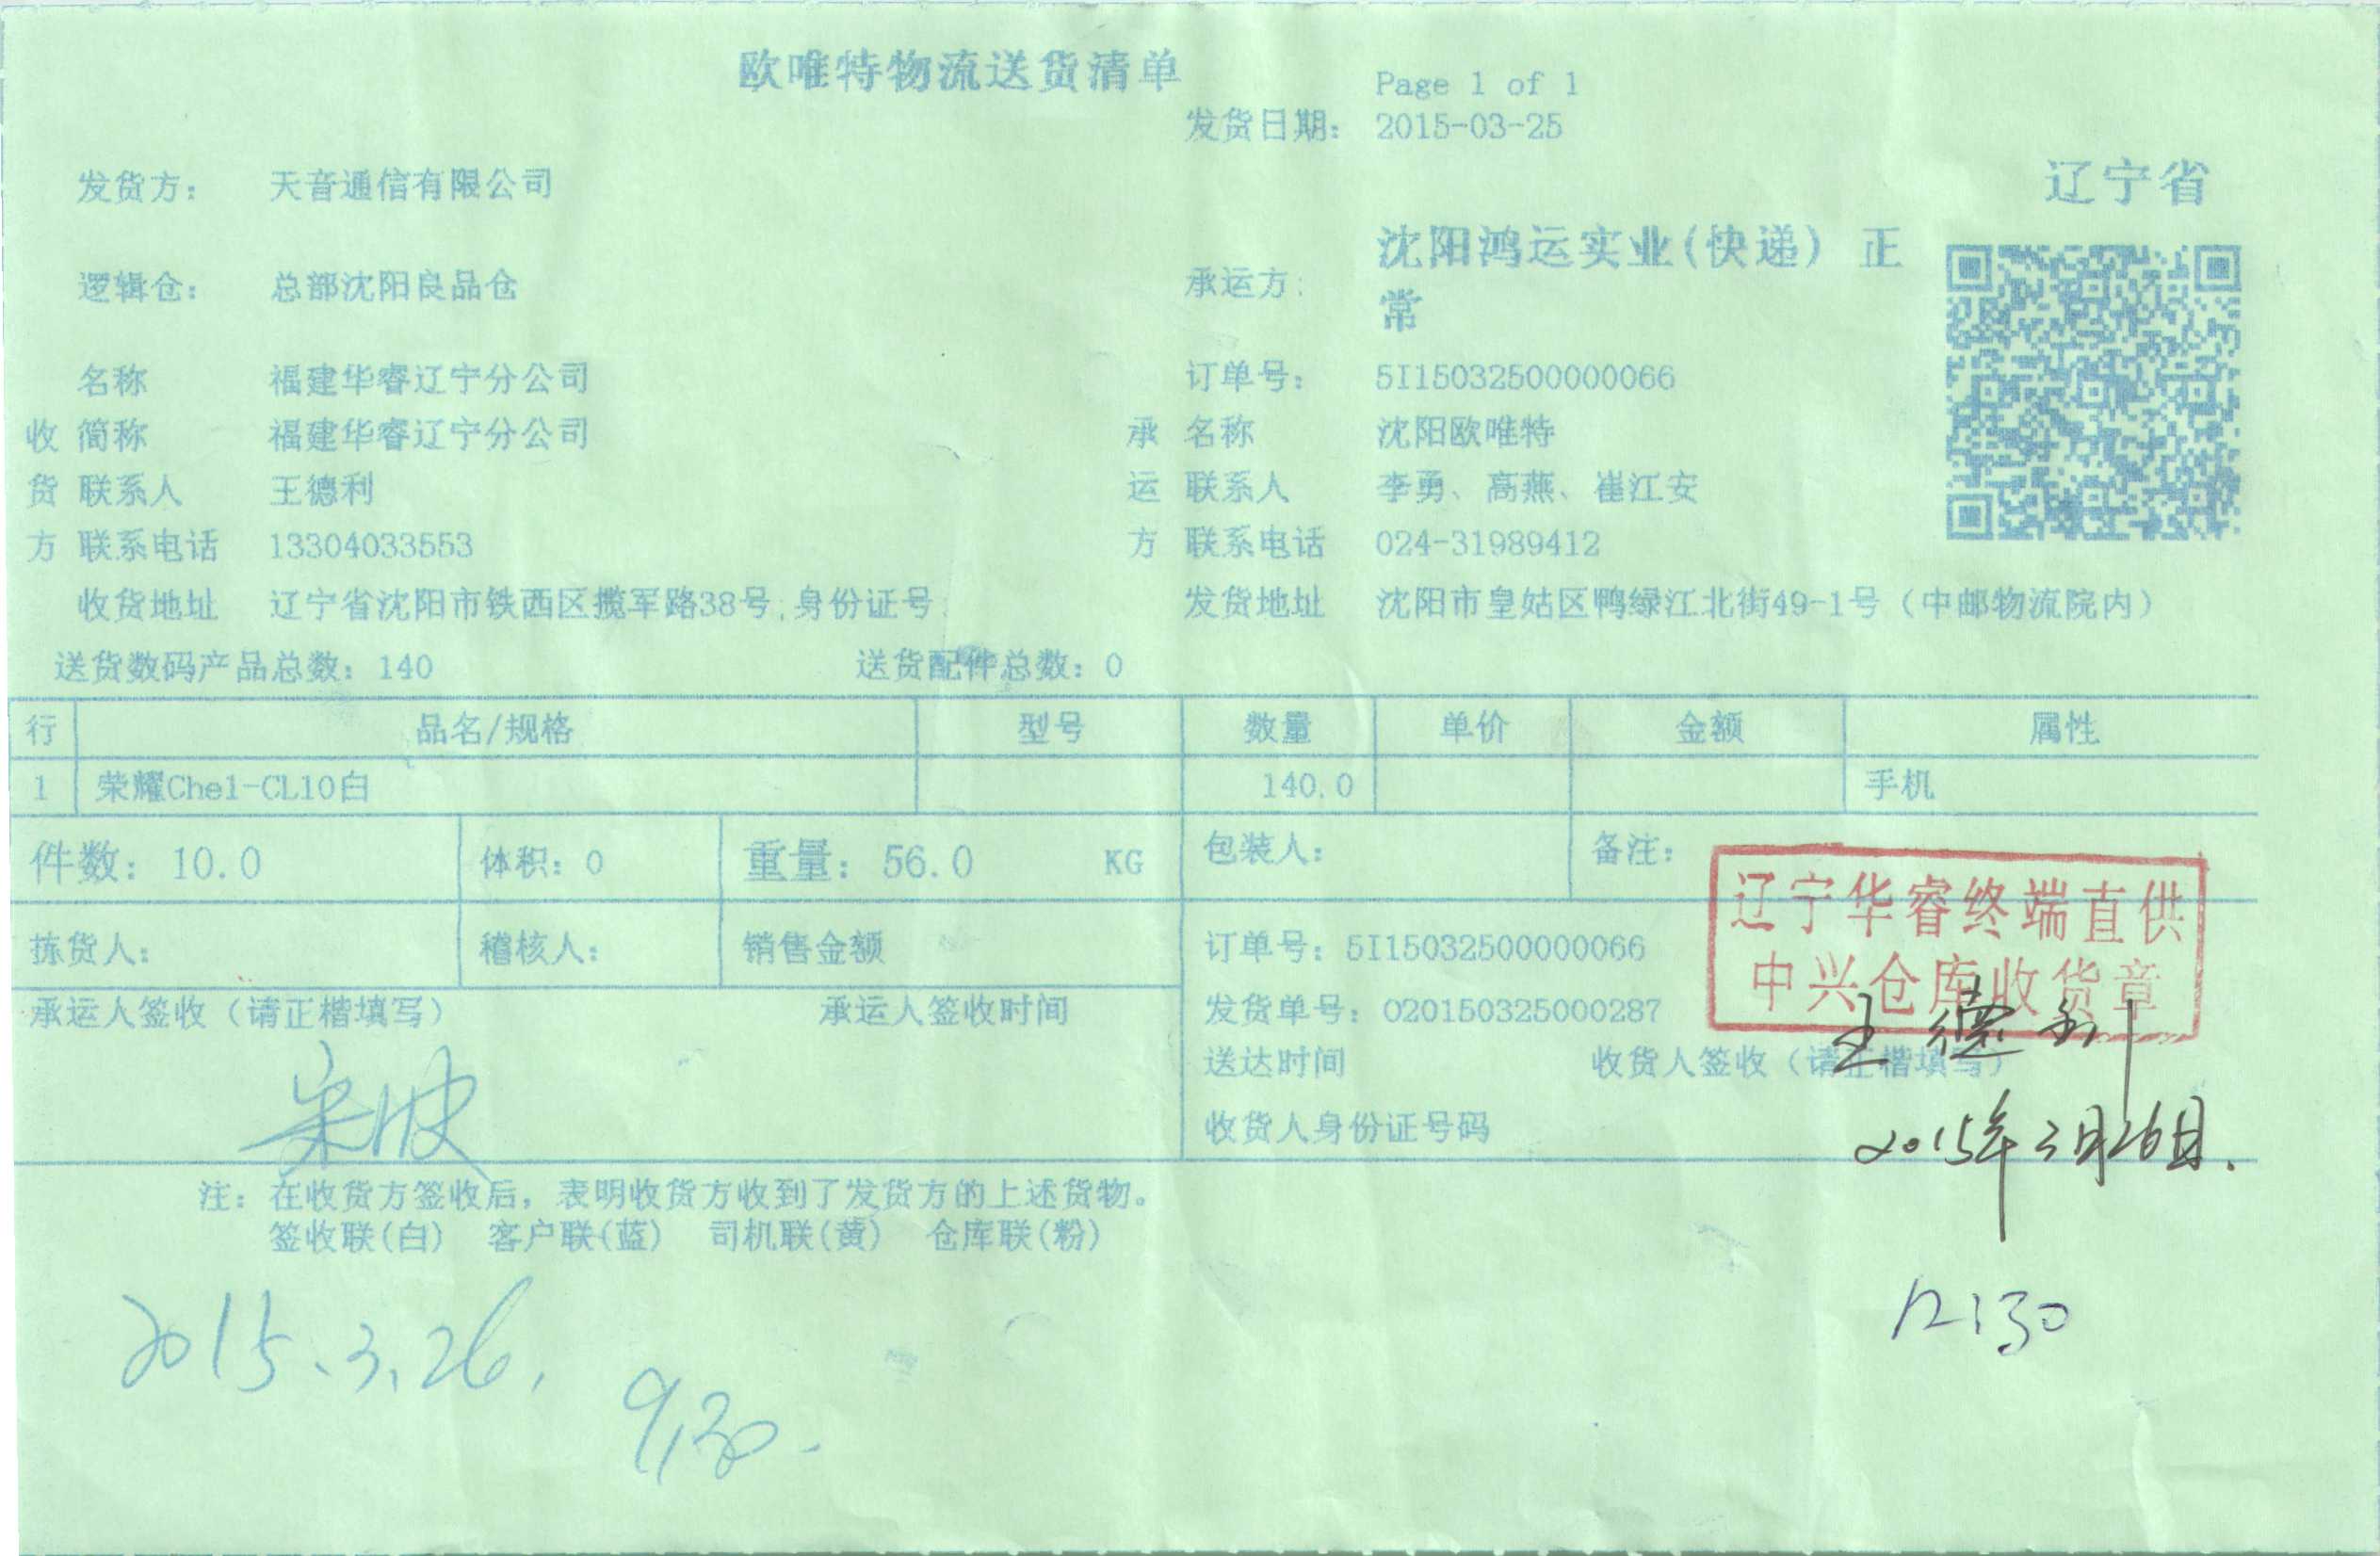 欧唯特物流送货清单
Page 1 of 1
发货日期: 2015-03-25
辽宁省
发货方: 天音通信有限公司
逻辑仓: 总部沈阳良品仓
承运方: 沈阳鸿运实业(快递) 正
常
名称 福建华睿辽宁分公司 订单号: 5I15032500000066
收 简称 福建华睿辽宁分公司 承 名称 沈阳欧唯特
货 联系人 王德利 运 联系人 李勇、高燕、崔江安
方 联系电话 13304033553 方 联系电话 024-31989412
收货地址 辽宁省沈阳市铁西区揽军路38号;身份证号: 发货地址 沈阳市皇姑区鸭绿江北街49-1号(中邮物流院内)
送货数码产品总数: 140 送货配件总数: 0
行 品名/规格 型号 数量 单价 金额 属性
1 荣耀Che1-CL10白 140.0 手机
件数: 10.0 体积: 0 重量: 56.0 KG 包装人: 备注:
辽宁华睿终端直供
中兴仓库收货章
拣货人: 稽核人: 销售金额 订单号: 5I15032500000066
承运人签收(请正楷填写) 承运人签收时间 发货单号: O20150325000287
王德利
送达时间 收货人签收(请正楷填写)
收货人身份证号码
2015年3月26日.
注: 在收货方签收后, 表明收货方收到了发货方的上述货物。
签收联(白) 客户联(蓝) 司机联(黄) 仓库联(粉)
2015、3、26、
12:30
9:30.